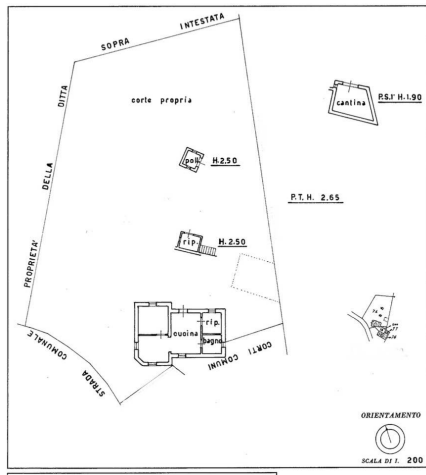 PROPRIETA' DELLA DITTA SOPRA INTESTATA
corte propria
cantina
P.S.I° H.1.90
poll.
H.2.50
P.T. H. 2.65
rip.
H.2.50
cucina
rip.
bagno
CORTI COMUNI
STRADA COMUNALE
ORIENTAMENTO
SCALA DI 1. 200